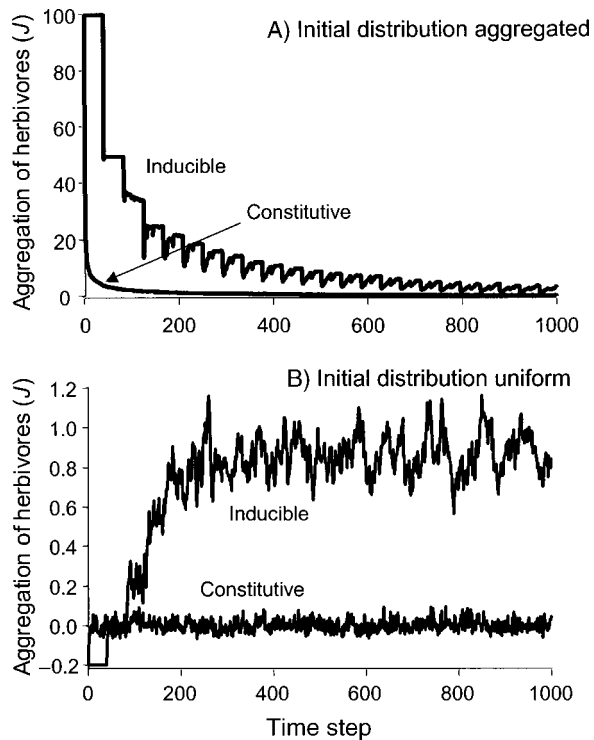 A) Initial distribution aggregated
Aggregation of herbivores (J)
100
80
60
40
20
0
Inducible
Constitutive
0
200
400
600
800
1000
B) Initial distribution uniform
Aggregation of herbivores (J)
1.2
1.0
0.8
0.6
0.4
0.2
0.0
–0.2
Inducible
Constitutive
0
200
400
600
800
1000
Time step